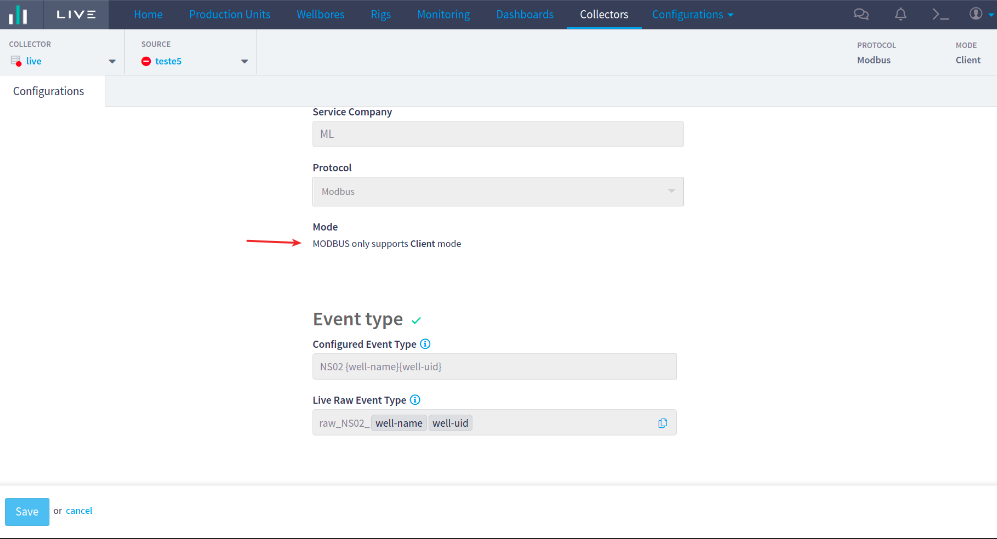 LIVE Home Production Units Wellbores Rigs Monitoring Dashboards Collectors Configurations
COLLECTOR SOURCE PROTOCOL MODE
live teste5 Modbus Client
Configurations
Service Company
ML
Protocol
Modbus
Mode
MODBUS only supports Client mode
Event type
Configured Event Type
NS02 {well-name}{well-uid}
Live Raw Event Type
raw_NS02_ well-name well-uid
Save or cancel